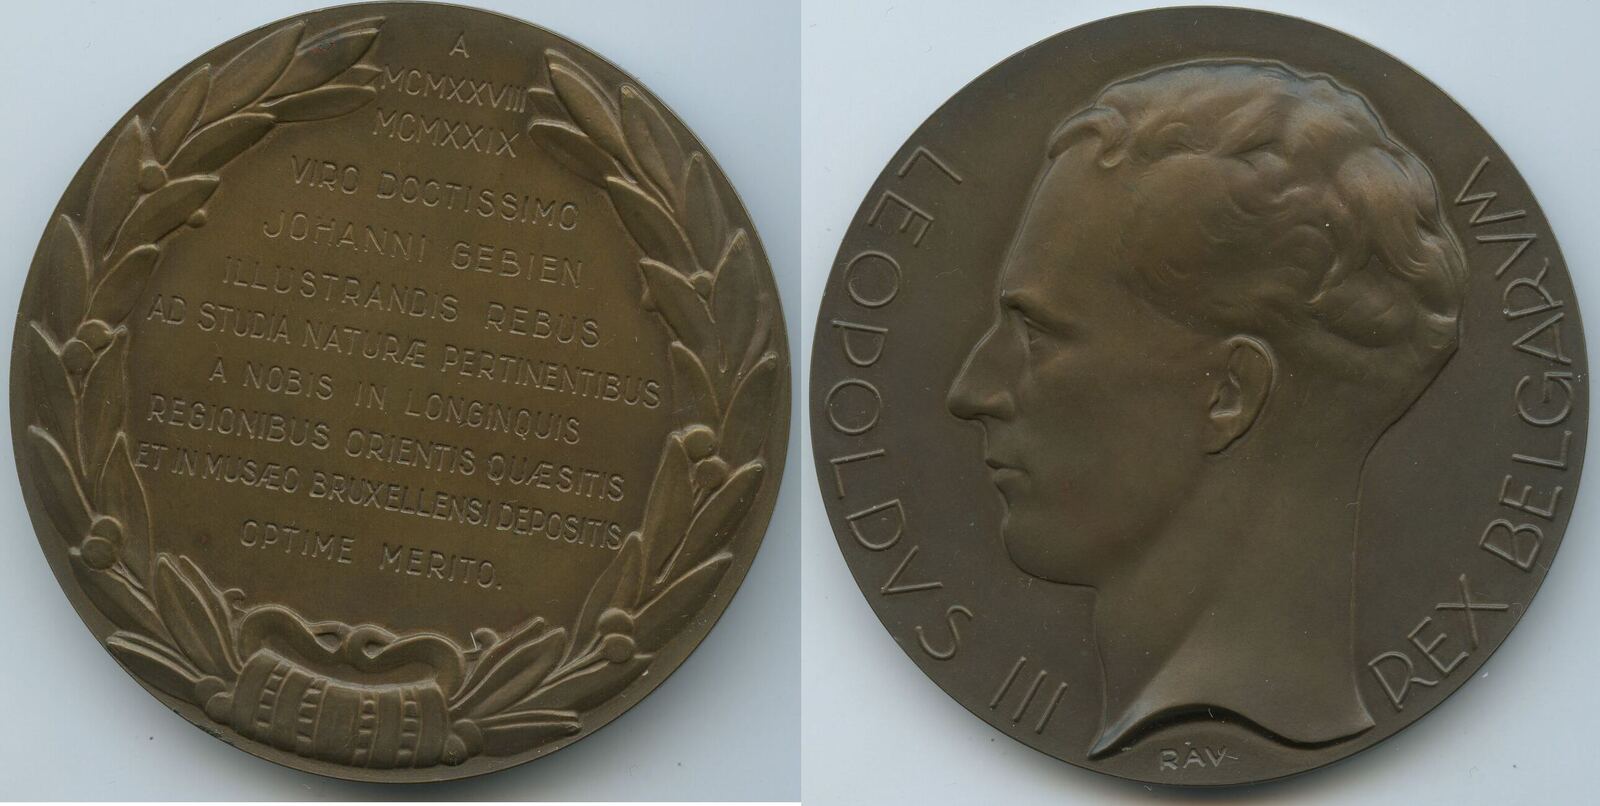 A
MCMXXVIII
MCMXXIX
VIRO DOCTISSIMO
JOHANNI GEBIEN
ILLUSTRANDIS REBUS
AD STUDIA NATURÆ PERTINENTIBUS
A NOBIS IN LONGINQUIS
REGIONIBUS ORIENTIS QUÆSITIS
ET IN MUSÆO BRUXELLENSI DEPOSITIS
OPTIME MERITO.
LEOPOLDVS III
REX BELGARVM
RÀV